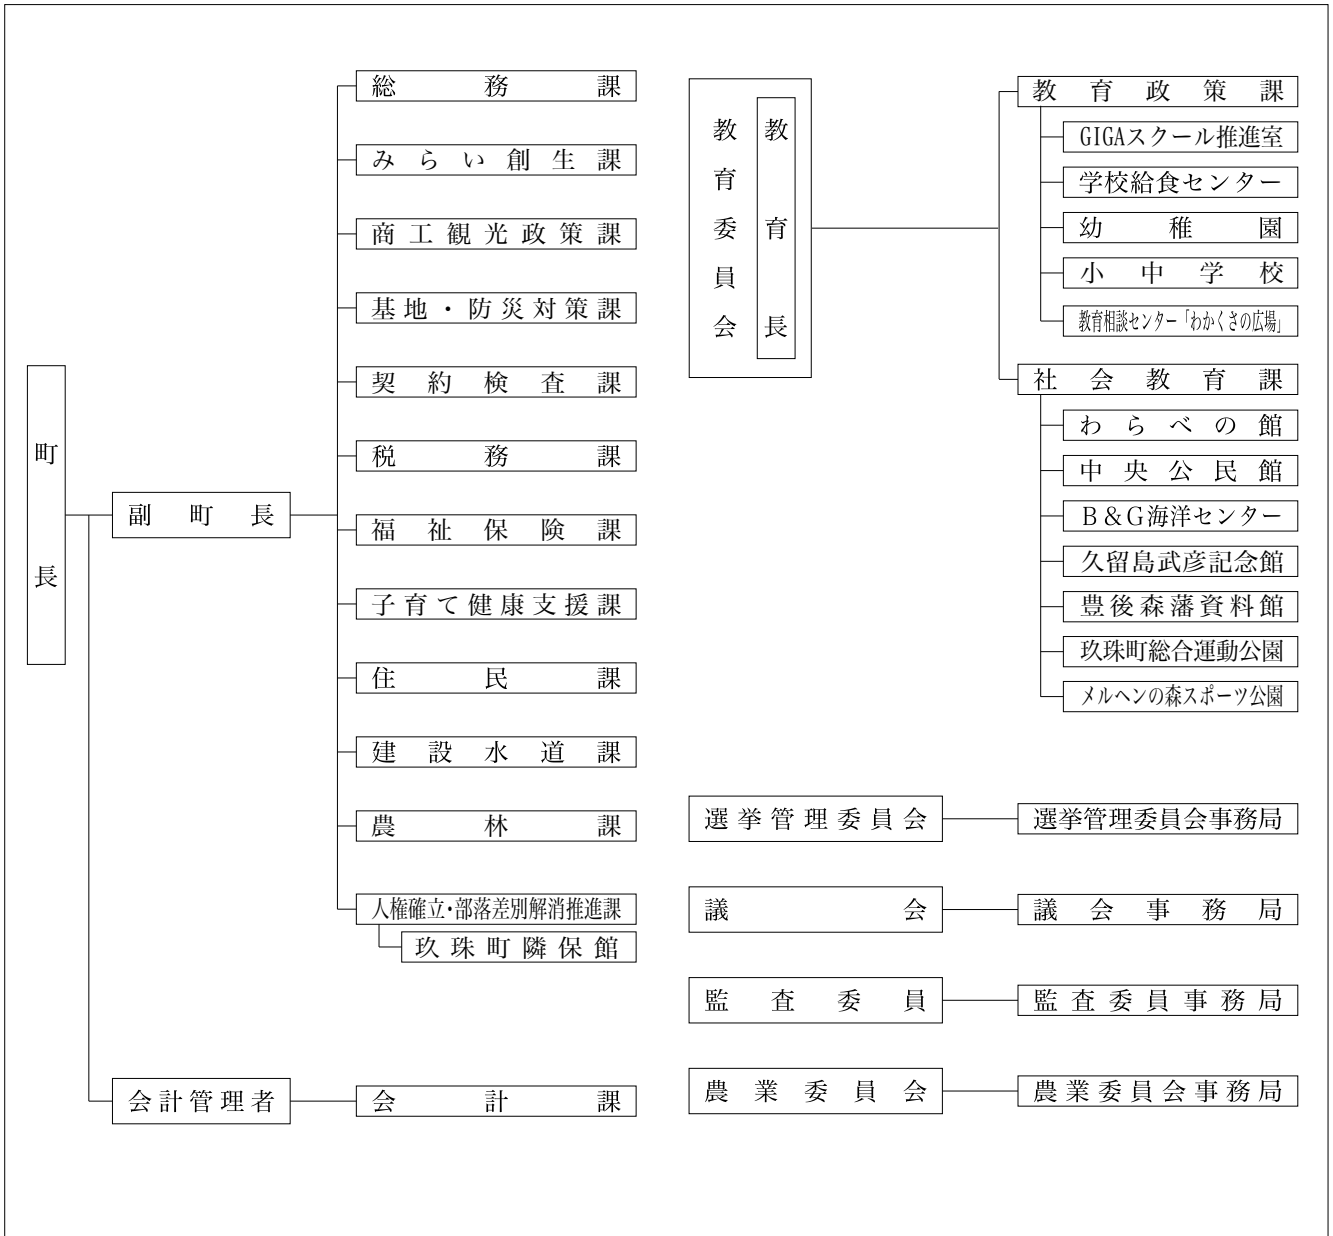 町長
副町長
総務課
みらい創生課
商工観光政策課
基地・防災対策課
契約検査課
税務課
福祉保険課
子育て健康支援課
住民課
建設水道課
農林課
人権確立・部落差別解消推進課
玖珠町隣保館
会計管理者
会計課
教育委員会
教育長
教育政策課
GIGAスクール推進室
学校給食センター
幼稚園
小中学校
教育相談センター「わかくさの広場」
社会教育課
わらべの館
中央公民館
B＆G海洋センター
久留島武彦記念館
豊後森藩資料館
玖珠町総合運動公園
メルヘンの森スポーツ公園
選挙管理委員会
選挙管理委員会事務局
議会
議会事務局
監査委員
監査委員事務局
農業委員会
農業委員会事務局